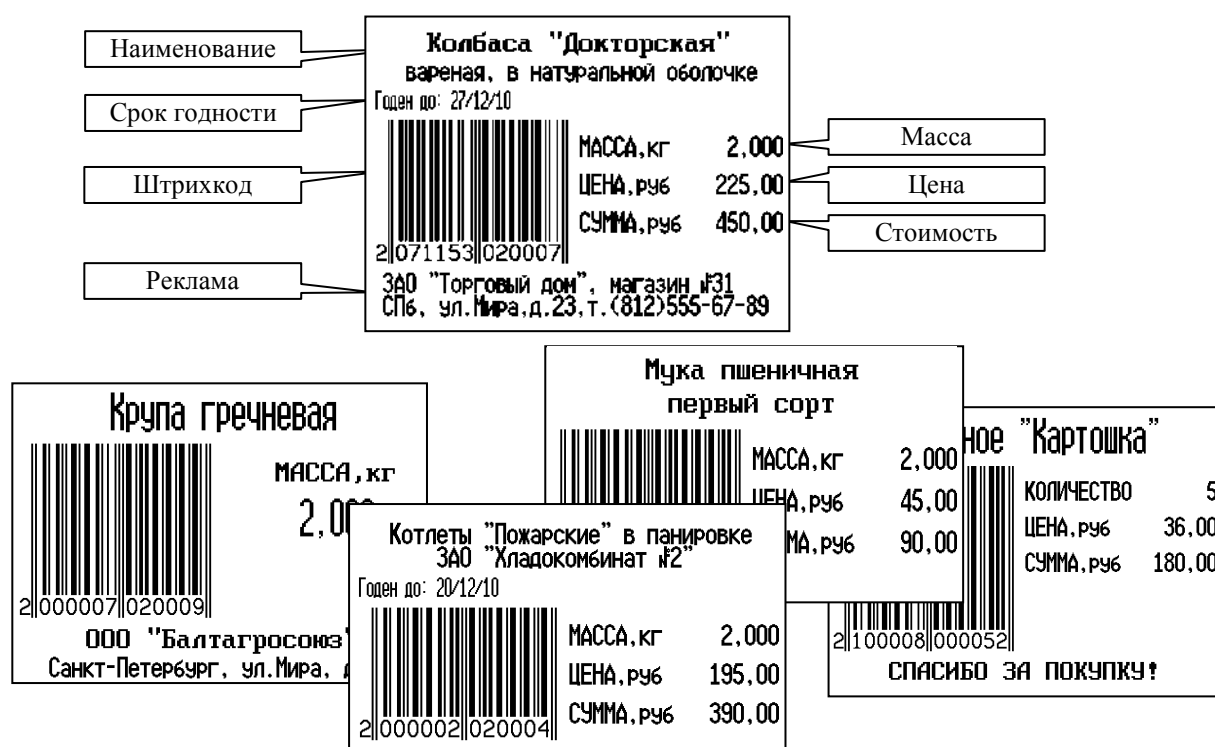 Наименование
Срок годности
Штрихкод
Реклама
Колбаса "Докторская"
вареная, в натуральной оболочке
Годен до: 27/12/10
МАССА,кг 2,000
ЦЕНА,руб 225,00
СУММА,руб 450,00
2 071153 020007
ЗАО "Торговый дом", магазин №31
СПб, ул.Мира,д.23,т.(812)555-67-89
Масса
Цена
Стоимость
Крупа гречневая
МАССА,кг
2 000007 020009
ООО "Балтагросоюз"
Санкт-Петербург, ул.Мира,
Мука пшеничная
первый сорт
МАССА,кг 2,000
ЦЕНА,руб 45,00
СУММА,руб 90,00
Котлеты "Пожарские" в панировке
ЗАО "Хладокомбинат №2"
Годен до: 20/12/10
МАССА,кг 2,000
ЦЕНА,руб 195,00
СУММА,руб 390,00
2 000002 020004
"Картошка"
КОЛИЧЕСТВО 5
ЦЕНА,руб 36,00
СУММА,руб 180,00
2 100008 000052
СПАСИБО ЗА ПОКУПКУ!